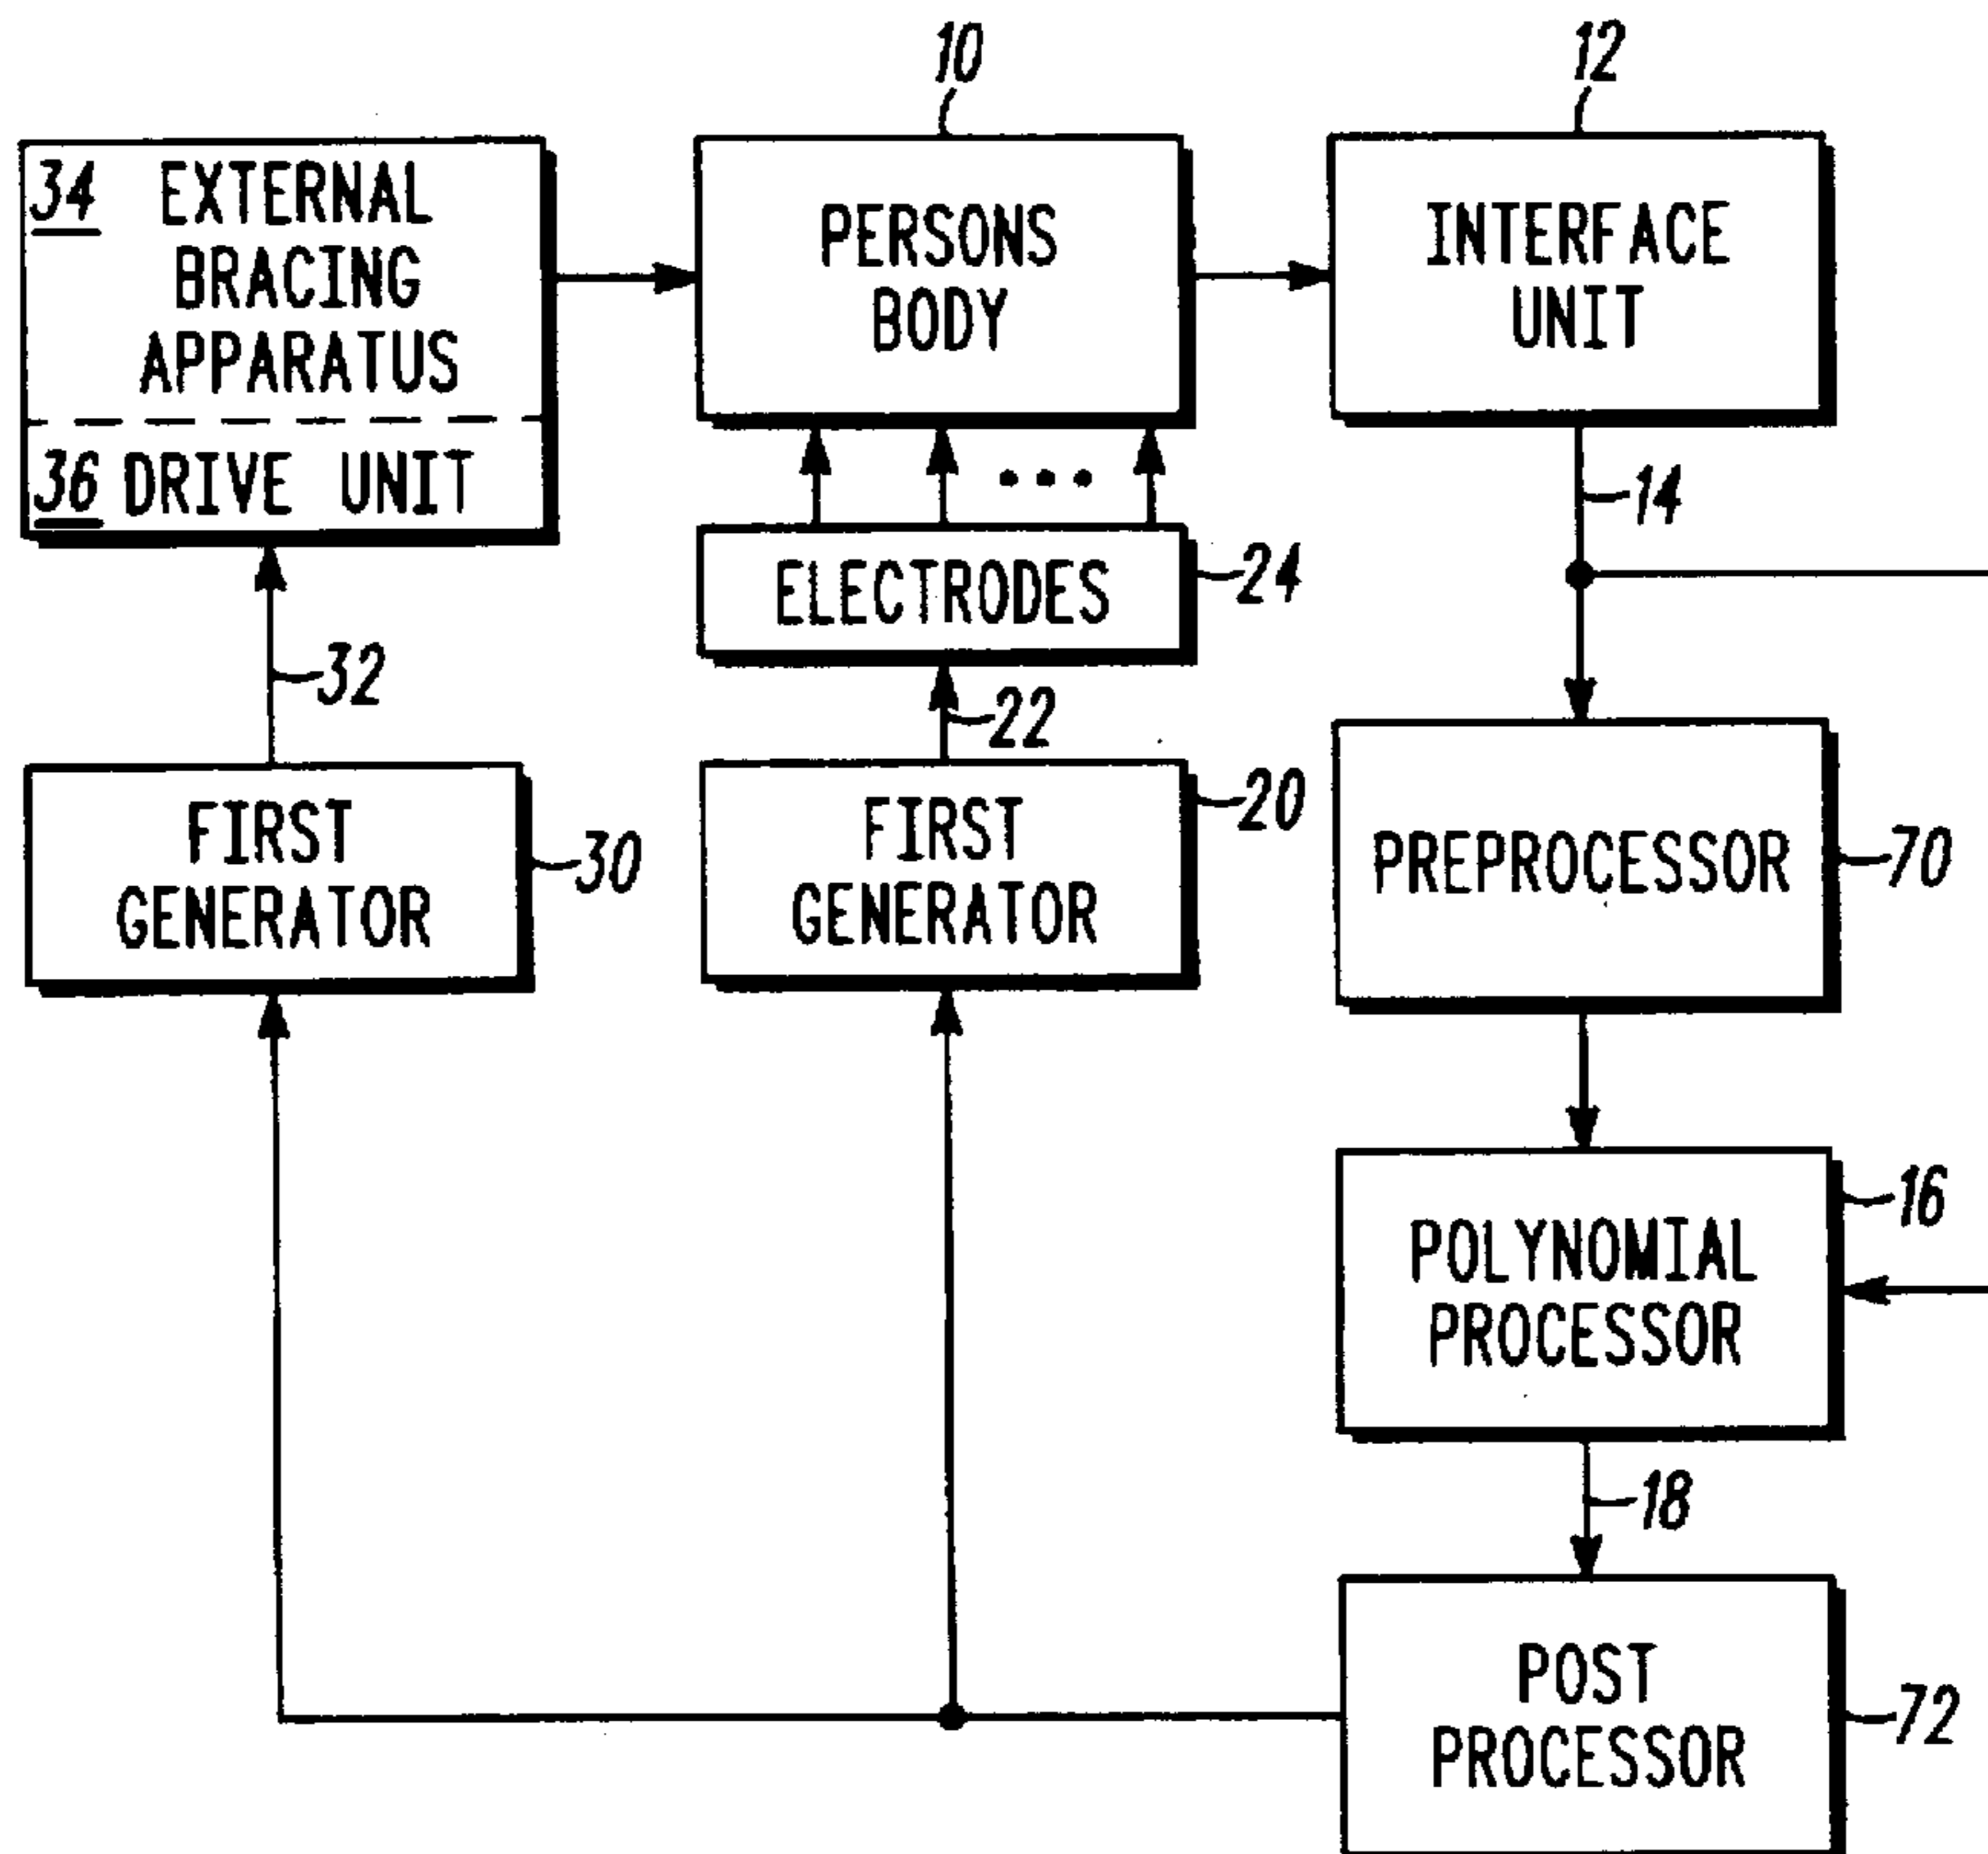 10
12
34 EXTERNAL
BRACING
APPARATUS
36 DRIVE UNIT
PERSONS
BODY
INTERFACE
UNIT
14
ELECTRODES
24
32
22
FIRST
GENERATOR
30
FIRST
GENERATOR
20
PREPROCESSOR
70
POLYNOMIAL
PROCESSOR
16
18
POST
PROCESSOR
72